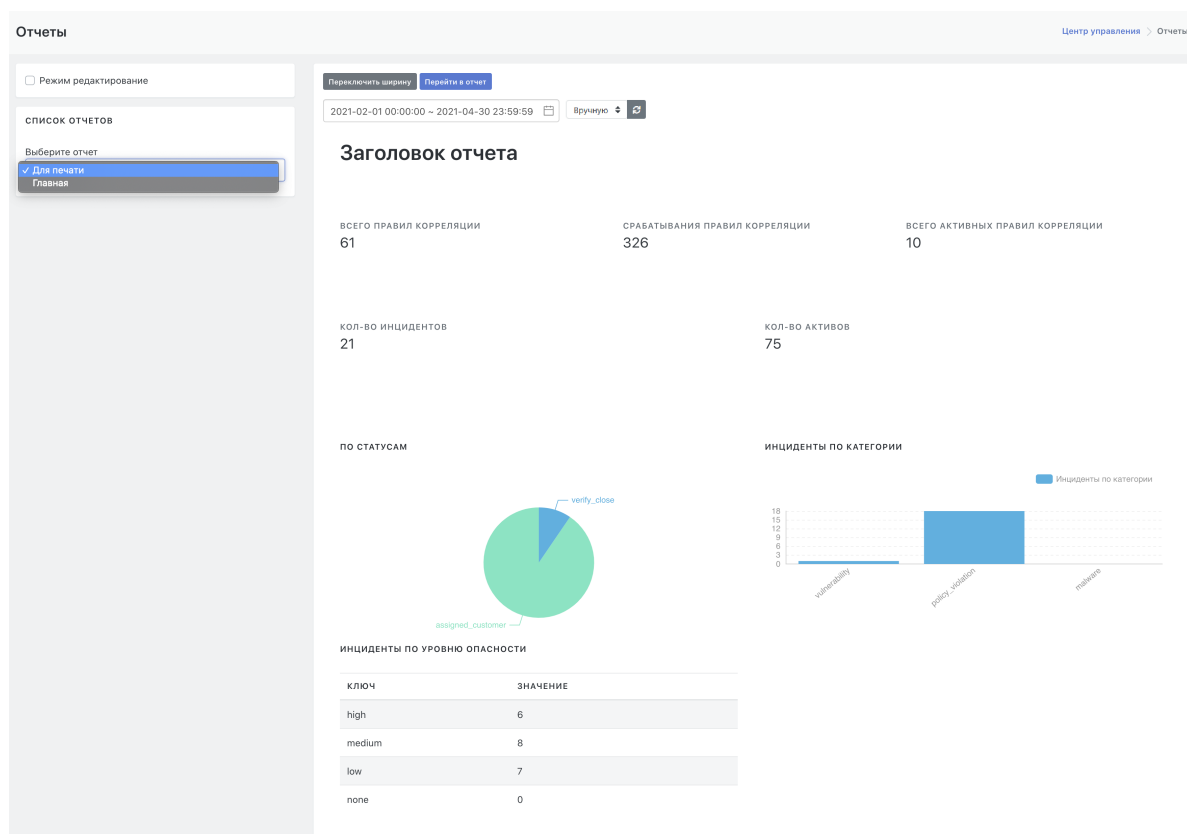 Отчеты
Центр управления > Отчеты
Режим редактирование
СПИСОК ОТЧЕТОВ
Выберите отчет
✓ Для печати
Главная
Переключить ширину Перейти в отчет
2021-02-01 00:00:00 ~ 2021-04-30 23:59:59 Вручную
Заголовок отчета
ВСЕГО ПРАВИЛ КОРРЕЛЯЦИИ
61
СРАБАТЫВАНИЯ ПРАВИЛ КОРРЕЛЯЦИИ
326
ВСЕГО АКТИВНЫХ ПРАВИЛ КОРРЕЛЯЦИИ
10
КОЛ-ВО ИНЦИДЕНТОВ
21
КОЛ-ВО АКТИВОВ
75
ПО СТАТУСАМ
verify_close
assigned_customer
ИНЦИДЕНТЫ ПО КАТЕГОРИИ
Инциденты по категории
18
15
12
9
6
3
0
vulnerability
policy_violation
malware
ИНЦИДЕНТЫ ПО УРОВНЮ ОПАСНОСТИ
КЛЮЧ ЗНАЧЕНИЕ
high 6
medium 8
low 7
none 0